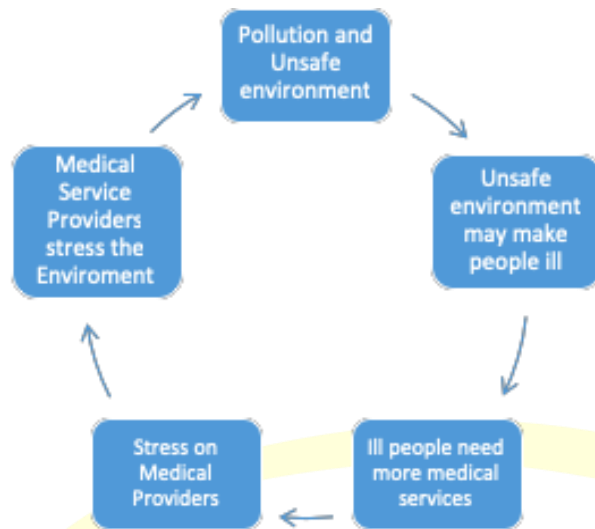 Pollution and
Unsafe
environment
Unsafe
environment
may make
people ill
Ill people need
more medical
services
Stress on
Medical
Providers
Medical
Service
Providers
stress the
Enviroment